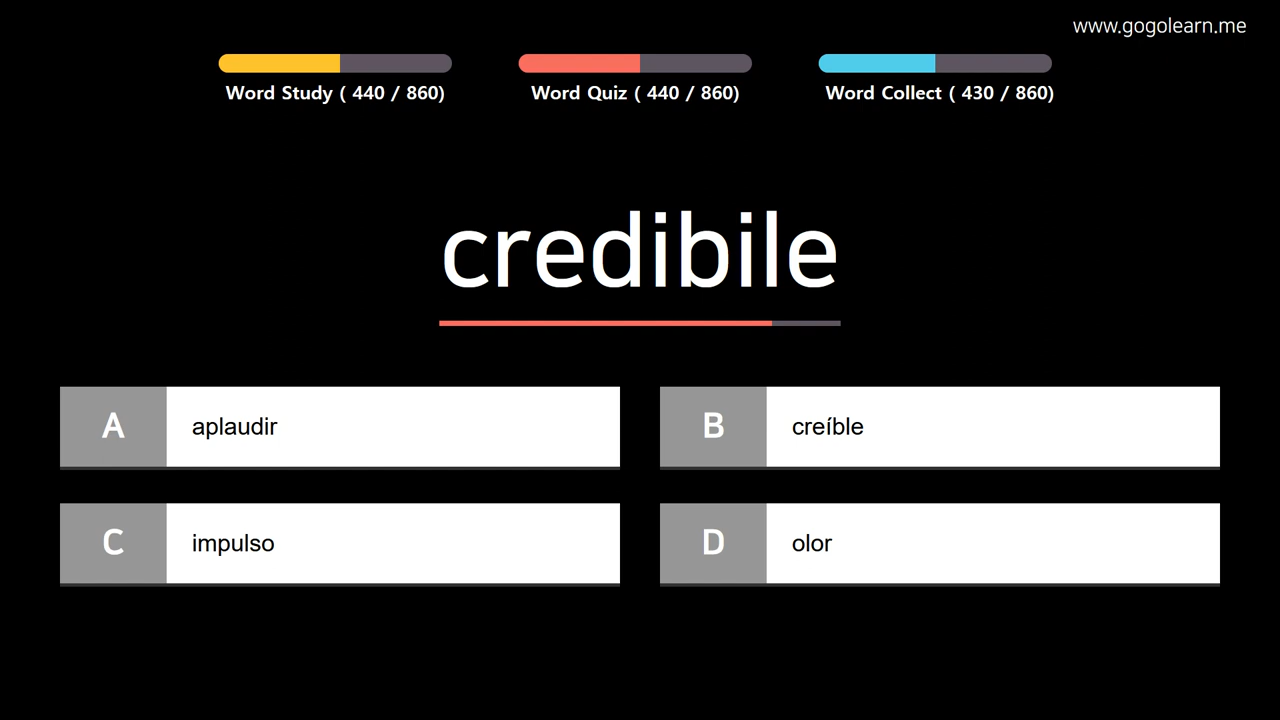 www.gogolearn.me
Word Study ( 440 / 860)
Word Quiz ( 440 / 860)
Word Collect ( 430 / 860)
credibile
A aplaudir
B creíble
C impulso
D olor